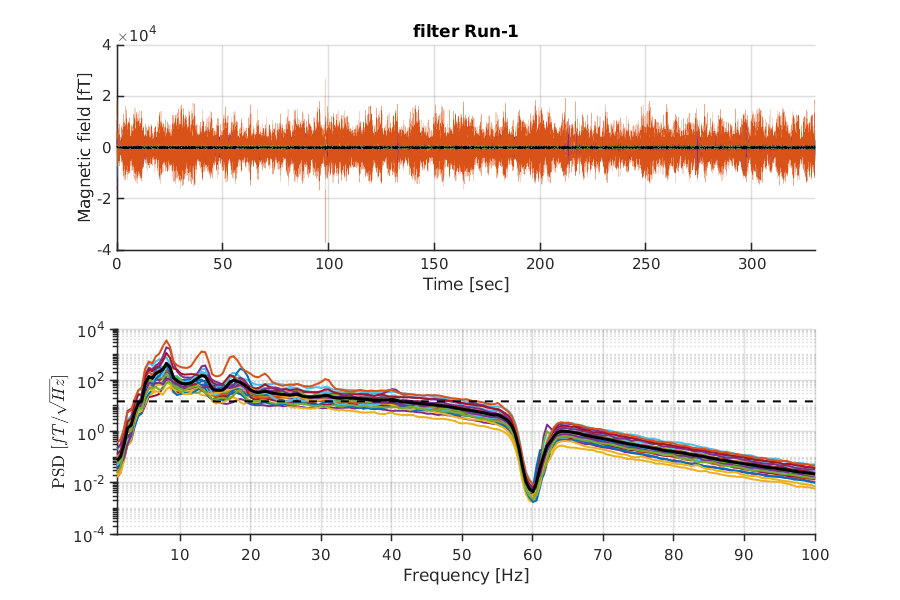 filter Run-1
×10^4
4
2
0
-2
-4
Magnetic field [fT]
0 50 100 150 200 250 300
Time [sec]
10^4
10^2
10^0
10^-2
10^-4
PSD [fT/√Hz]
10 20 30 40 50 60 70 80 90 100
Frequency [Hz]